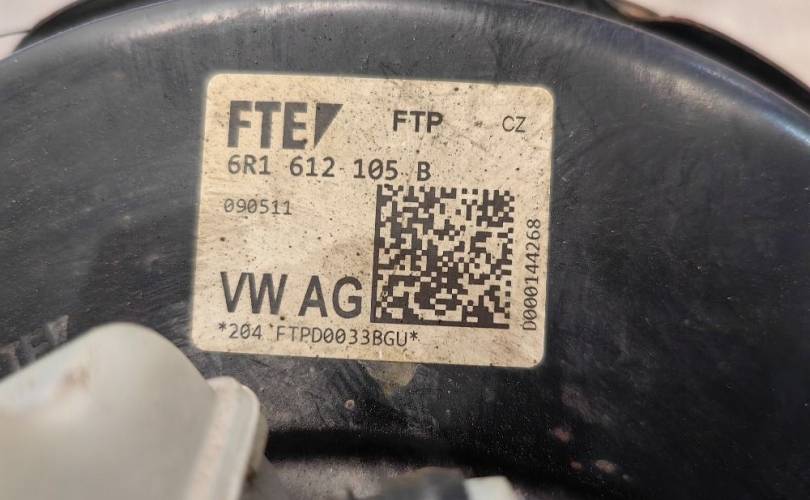 FTE FTP CZ
6R1 612 105 B
090511
D000144268
VW AG
*204 FTPD0033BGU*